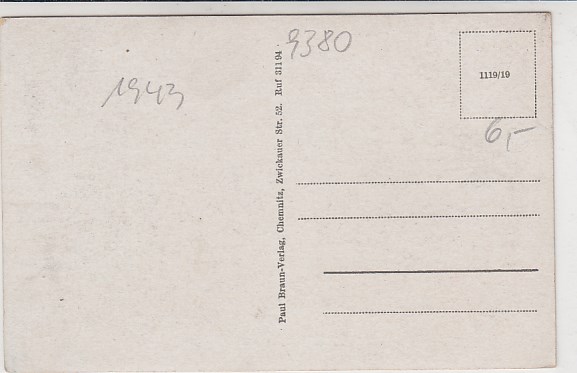 1943
9380
1119/19
6,-
Paul Braun-Verlag, Chemnitz, Zwickauer Str. 52. Ruf 31194